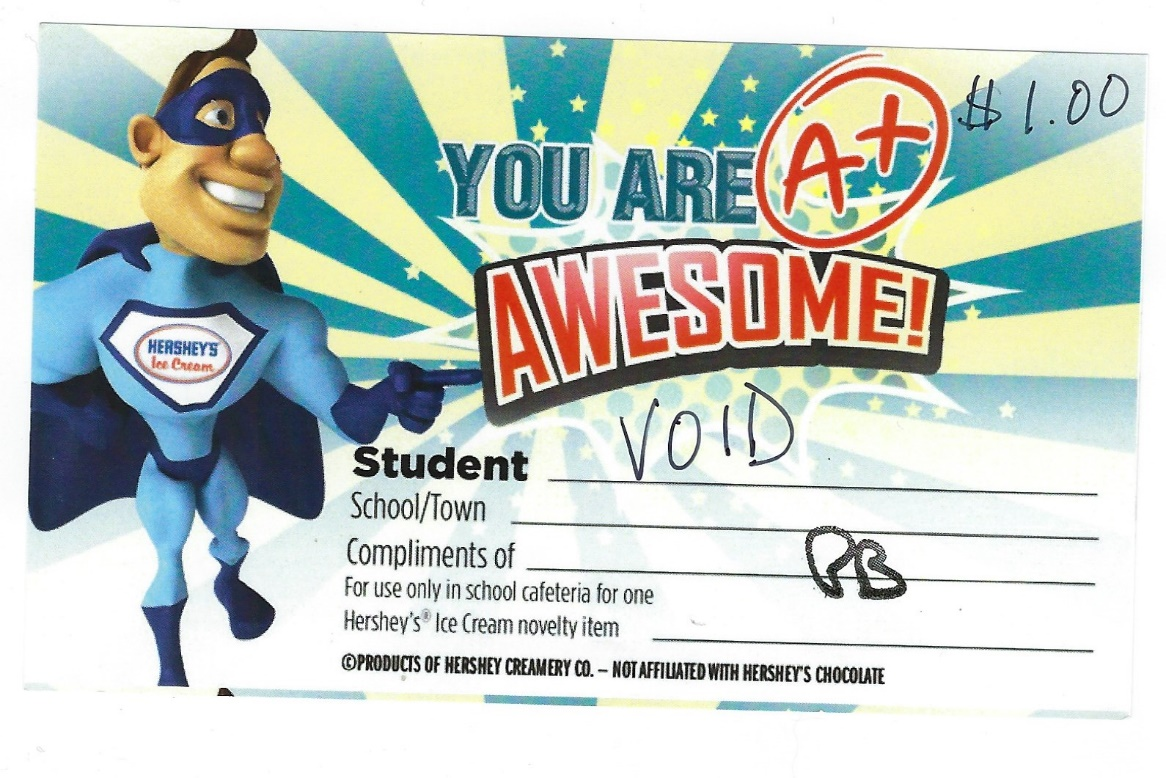 $1.00
YOU ARE A+
AWESOME!
HERSHEY'S
Ice Cream
VOID
Student
School/Town
Compliments of
PB
For use only in school cafeteria for one
Hershey's® Ice Cream novelty item
©PRODUCTS OF HERSHEY CREAMERY CO. – NOT AFFILIATED WITH HERSHEY'S CHOCOLATE